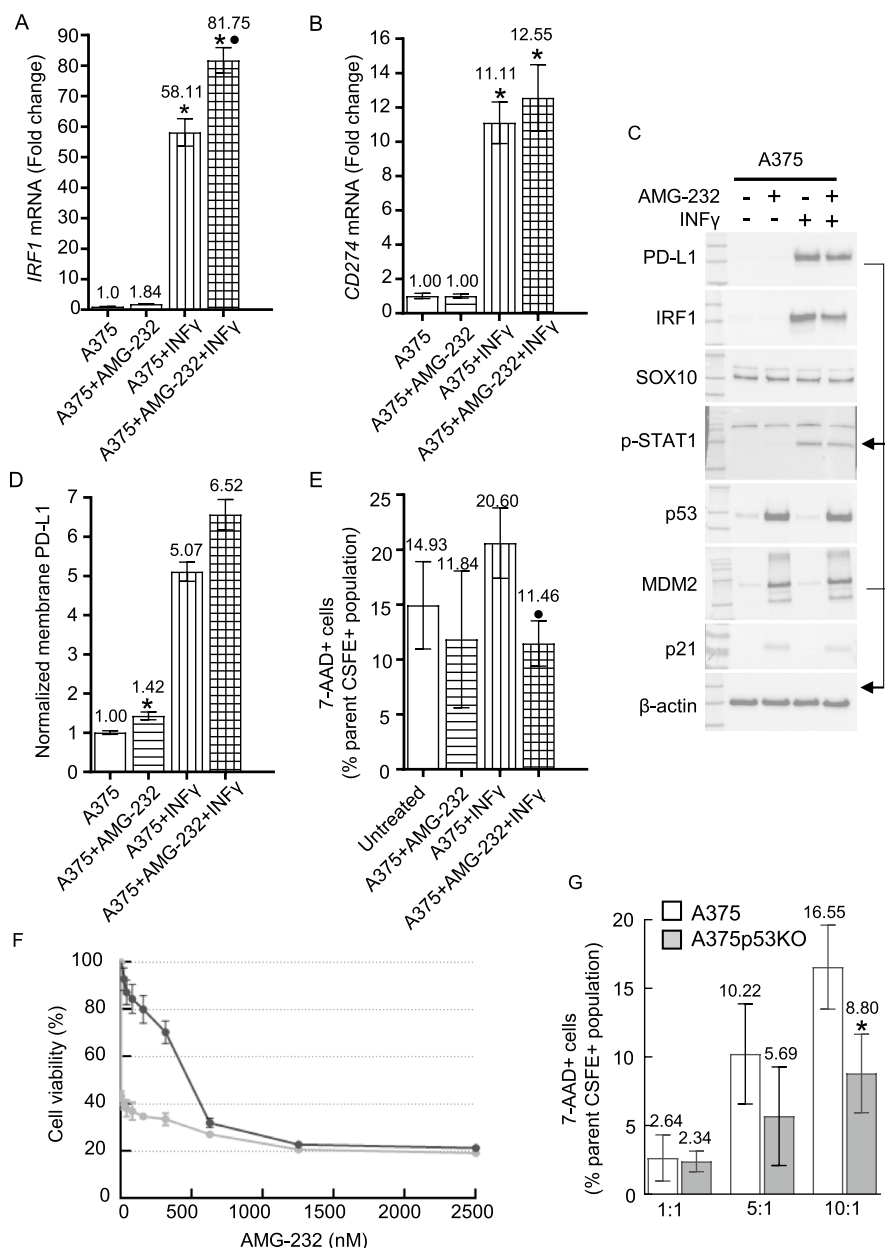 A
IRF1 mRNA (Fold change)
90
80
70
60
50
40
30
20
10
0
1.0
1.84
58.11
*
81.75
*●
A375
A375+AMG-232
A375+INFγ
A375+AMG-232+INFγ
B
CD274 mRNA (Fold change)
16
14
12
10
8
6
4
2
0
1.00
1.00
11.11
*
12.55
*
A375
A375+AMG-232
A375+INFγ
A375+AMG-232+INFγ
C
A375
AMG-232 - + - +
INFγ - - + +
PD-L1
IRF1
SOX10
p-STAT1
p53
MDM2
p21
β-actin
D
Normalized membrane PD-L1
7
6
5
4
3
2
1
0
1.00
1.42
*
5.07
6.52
A375
A375+AMG-232
A375+INFγ
A375+AMG-232+INFγ
E
7-AAD+ cells
(% parent CSFE+ population)
25
20
15
10
5
0
14.93
11.84
20.60
11.46
●
Untreated
A375+AMG-232
A375+INFγ
A375+AMG-232+INFγ
F
Cell viability (%)
100
80
60
40
20
0
0 500 1000 1500 2000 2500
AMG-232 (nM)
G
A375
A375p53KO
7-AAD+ cells
(% parent CSFE+ population)
20
15
10
5
0
2.64
2.34
10.22
5.69
16.55
8.80
*
1:1 5:1 10:1